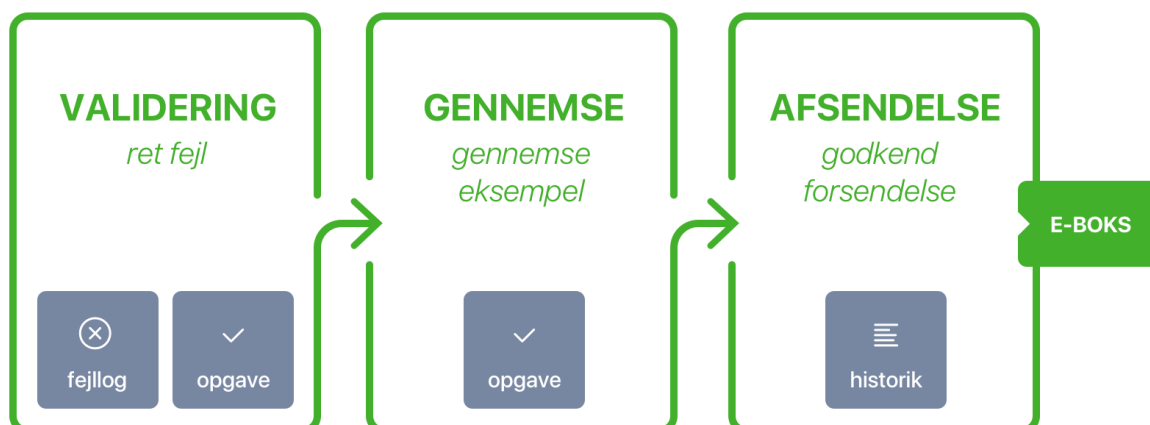 VALIDERING
ret fejl
fejllog
opgave
GENNEMSE
gennemse
eksempel
opgave
AFSENDELSE
godkend
forsendelse
historik
E-BOKS